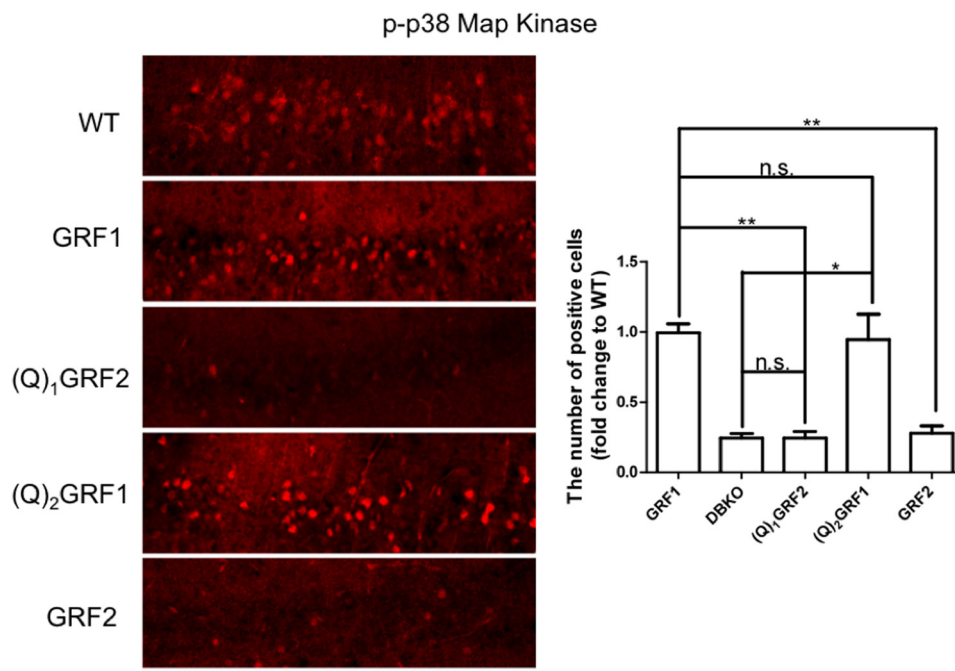 p-p38 Map Kinase
WT
GRF1
(Q)₁GRF2
(Q)₂GRF1
GRF2
**
n.s.
**
*
n.s.
The number of positive cells
(fold change to WT)
1.5
1.0
0.5
0.0
GRF1
DBKO
(Q)₁GRF2
(Q)₂GRF1
GRF2